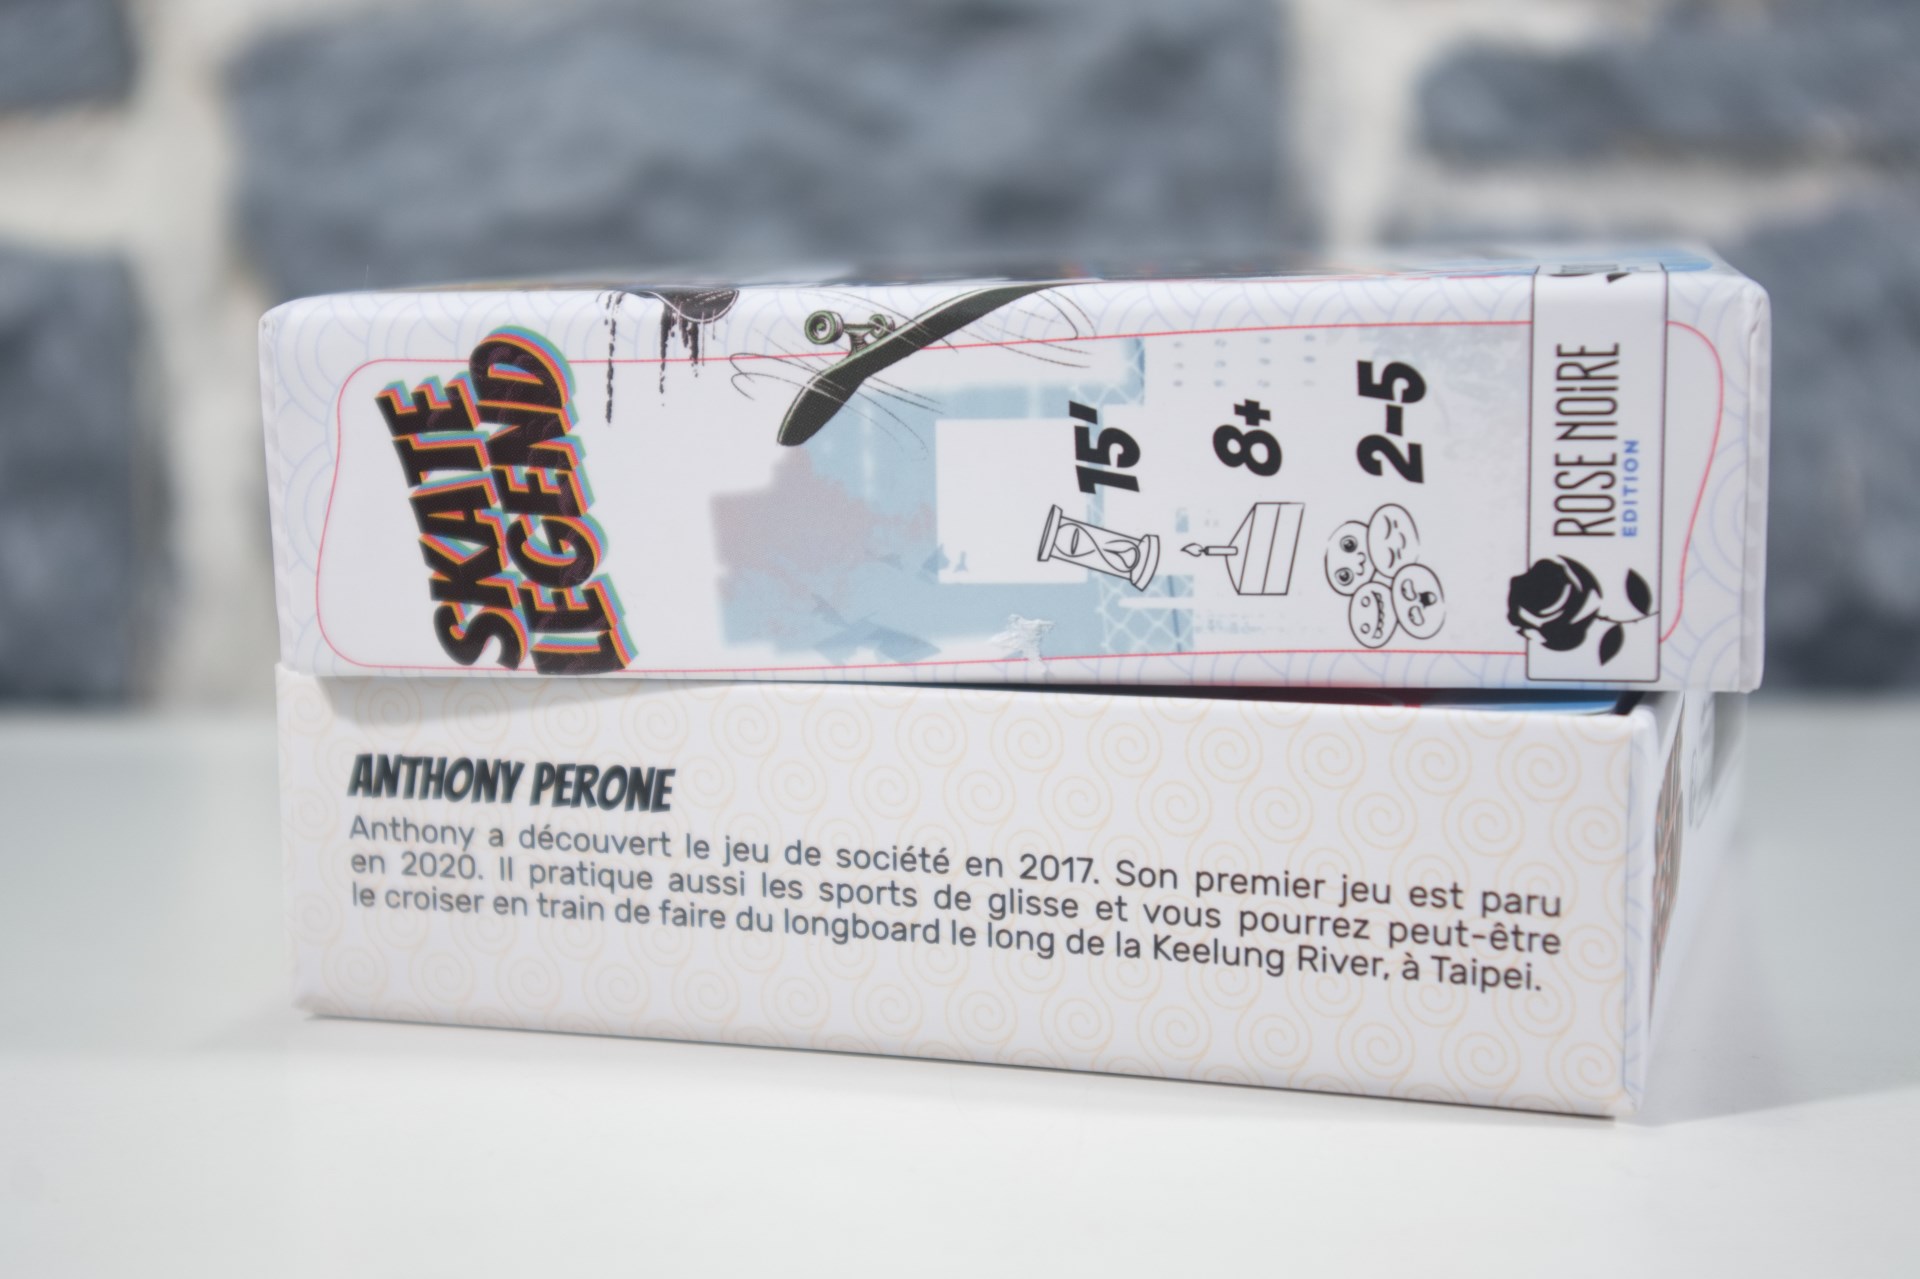 SKATE
LEGEND
15'
8+
2-5
ROSE NOIRE
EDITION
ANTHONY PERONE
Anthony a découvert le jeu de société en 2017. Son premier jeu est paru
en 2020. Il pratique aussi les sports de glisse et vous pourrez peut-être
le croiser en train de faire du longboard le long de la Keelung River, à Taipei.